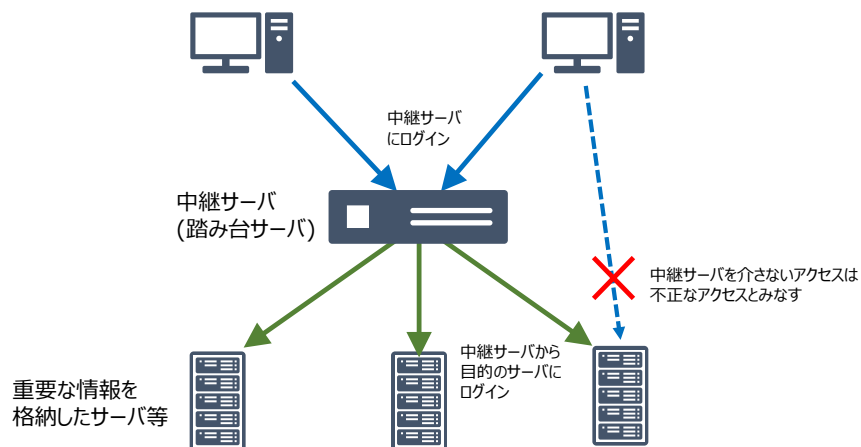 中継サーバ
にログイン
中継サーバ
(踏み台サーバ)
中継サーバを介さないアクセスは
不正なアクセスとみなす
中継サーバから
目的のサーバに
ログイン
重要な情報を
格納したサーバ等